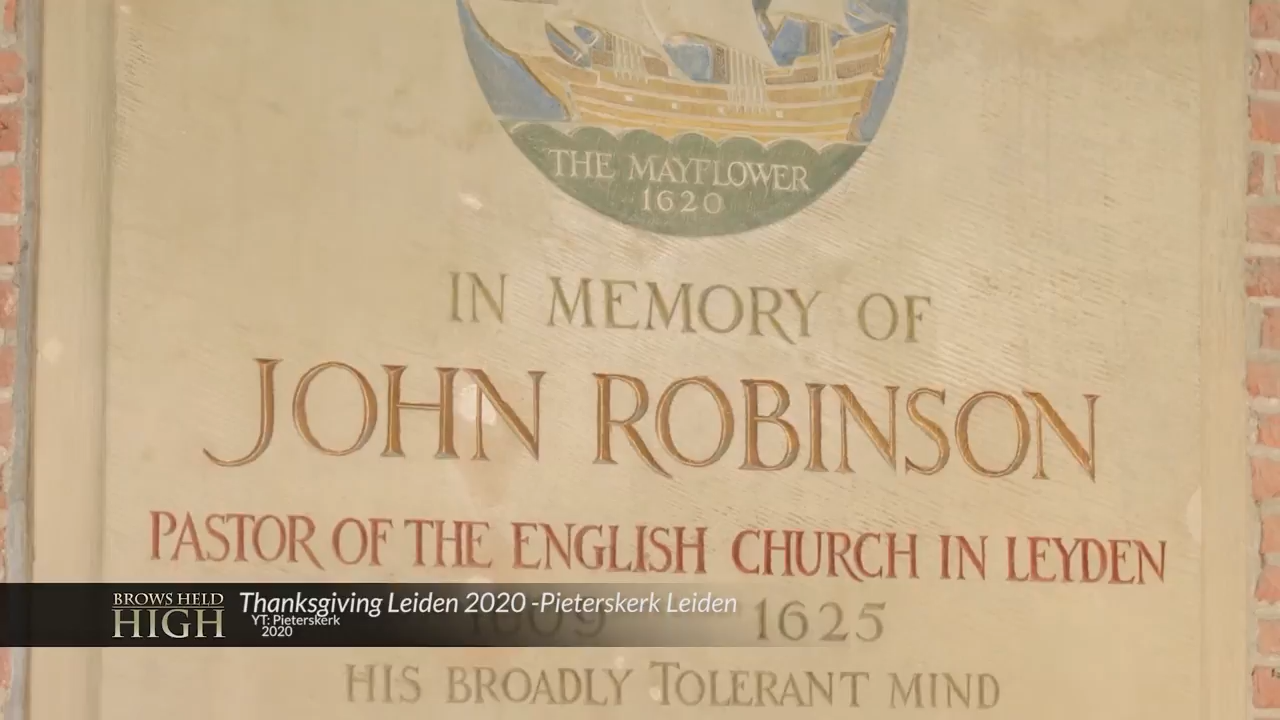 THE MAYFLOWER
1620
IN MEMORY OF
JOHN ROBINSON
PASTOR OF THE ENGLISH CHURCH IN LEYDEN
1609 1625
HIS BROADLY TOLERANT MIND
BROWS HELD
HIGH
Thanksgiving Leiden 2020 -Pieterskerk Leiden
YT: Pieterskerk
2020